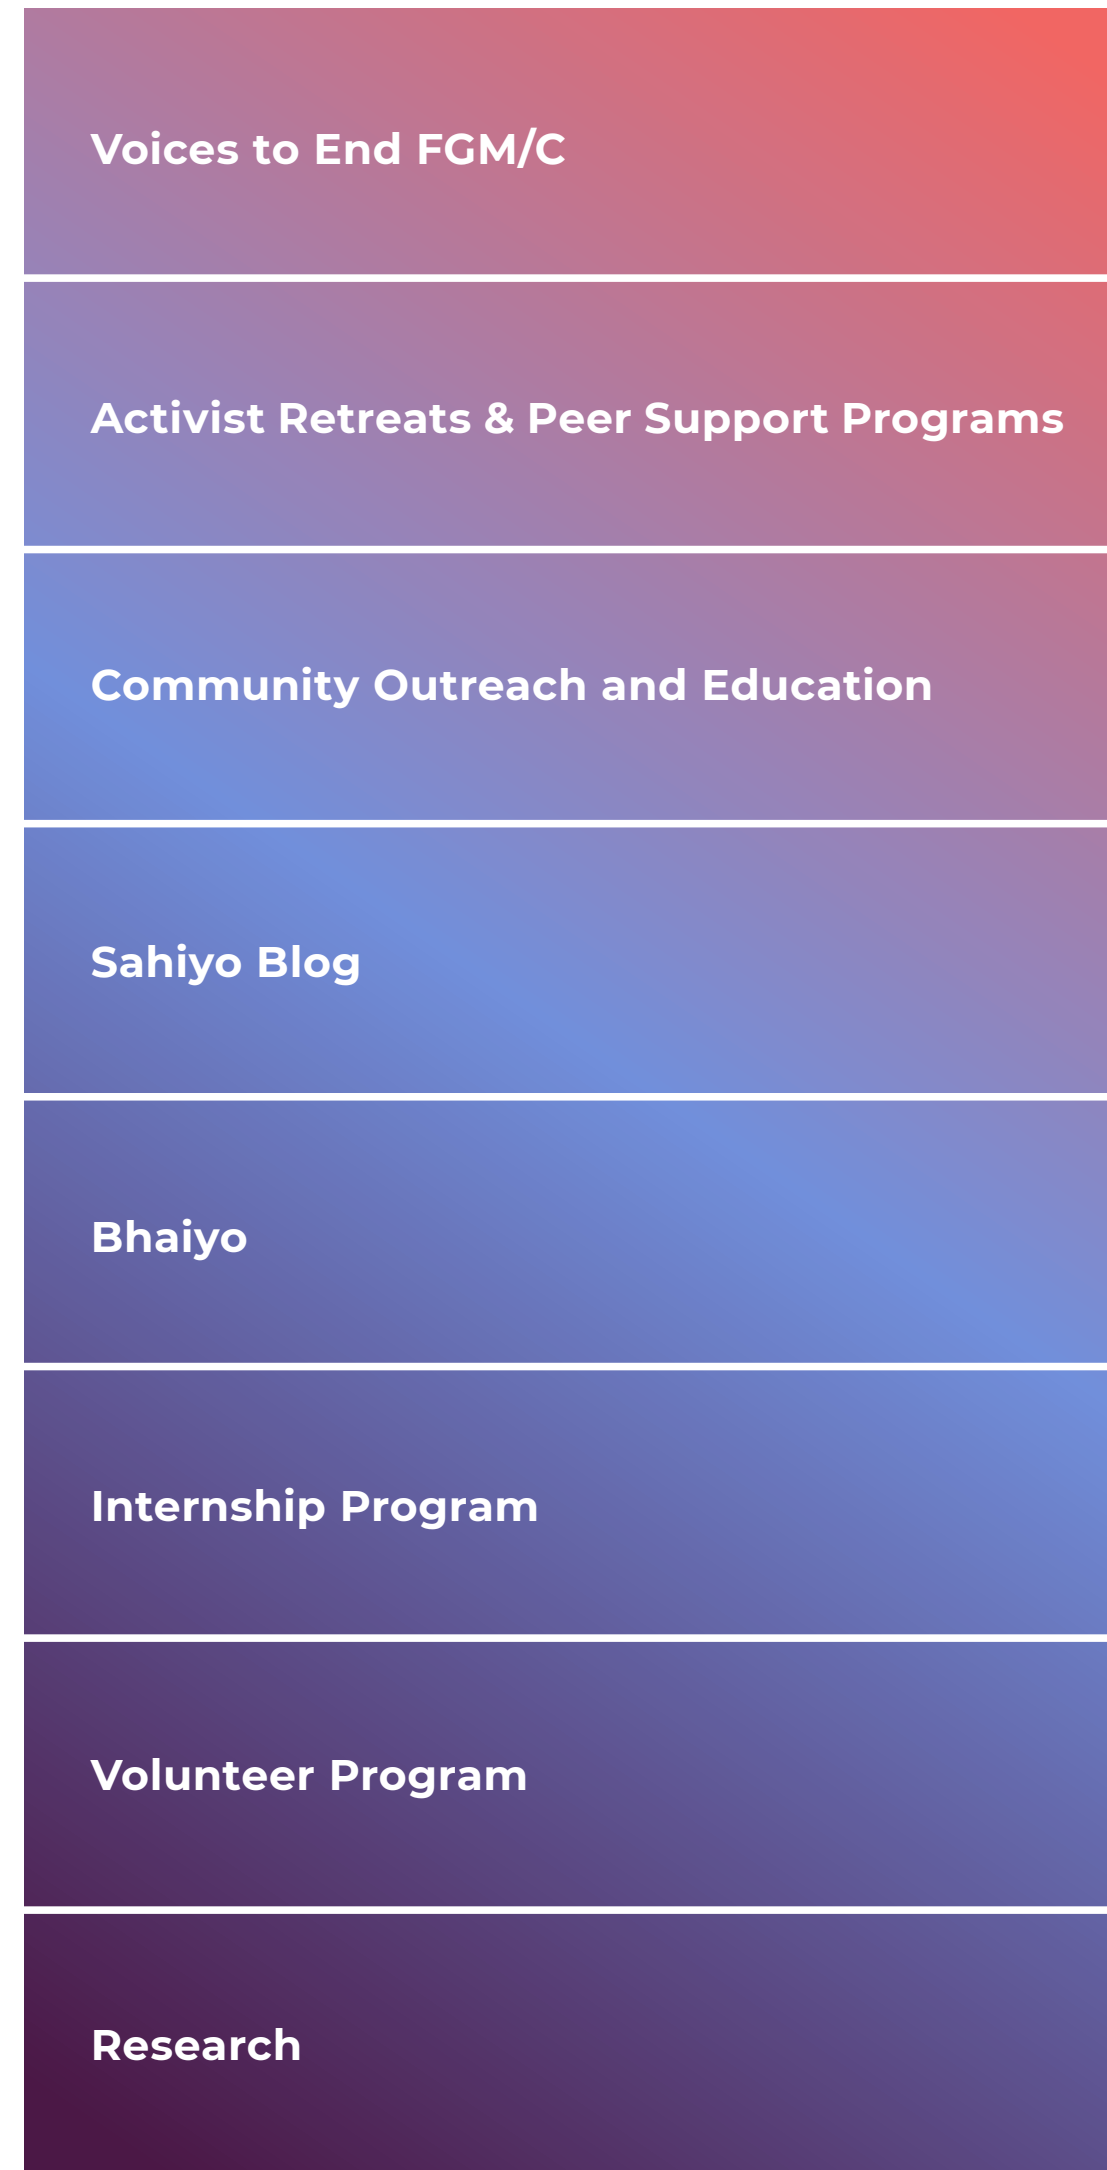 Voices to End FGM/C
Activist Retreats & Peer Support Programs
Community Outreach and Education
Sahiyo Blog
Bhaiyo
Internship Program
Volunteer Program
Research